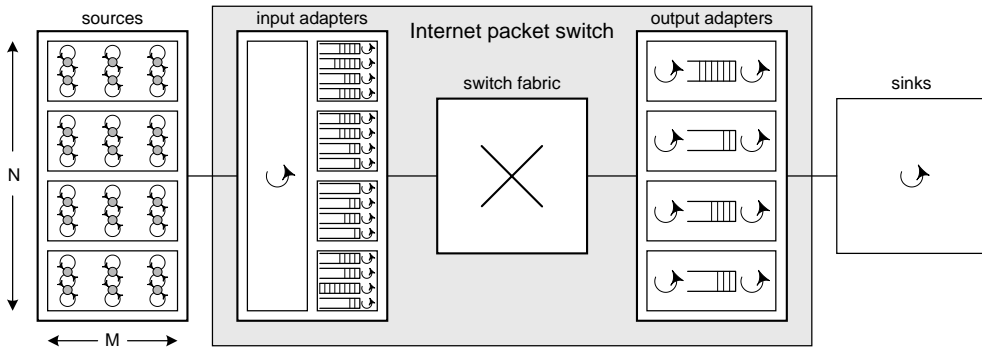 sources
input adapters
Internet packet switch
output adapters
switch fabric
sinks
N
M